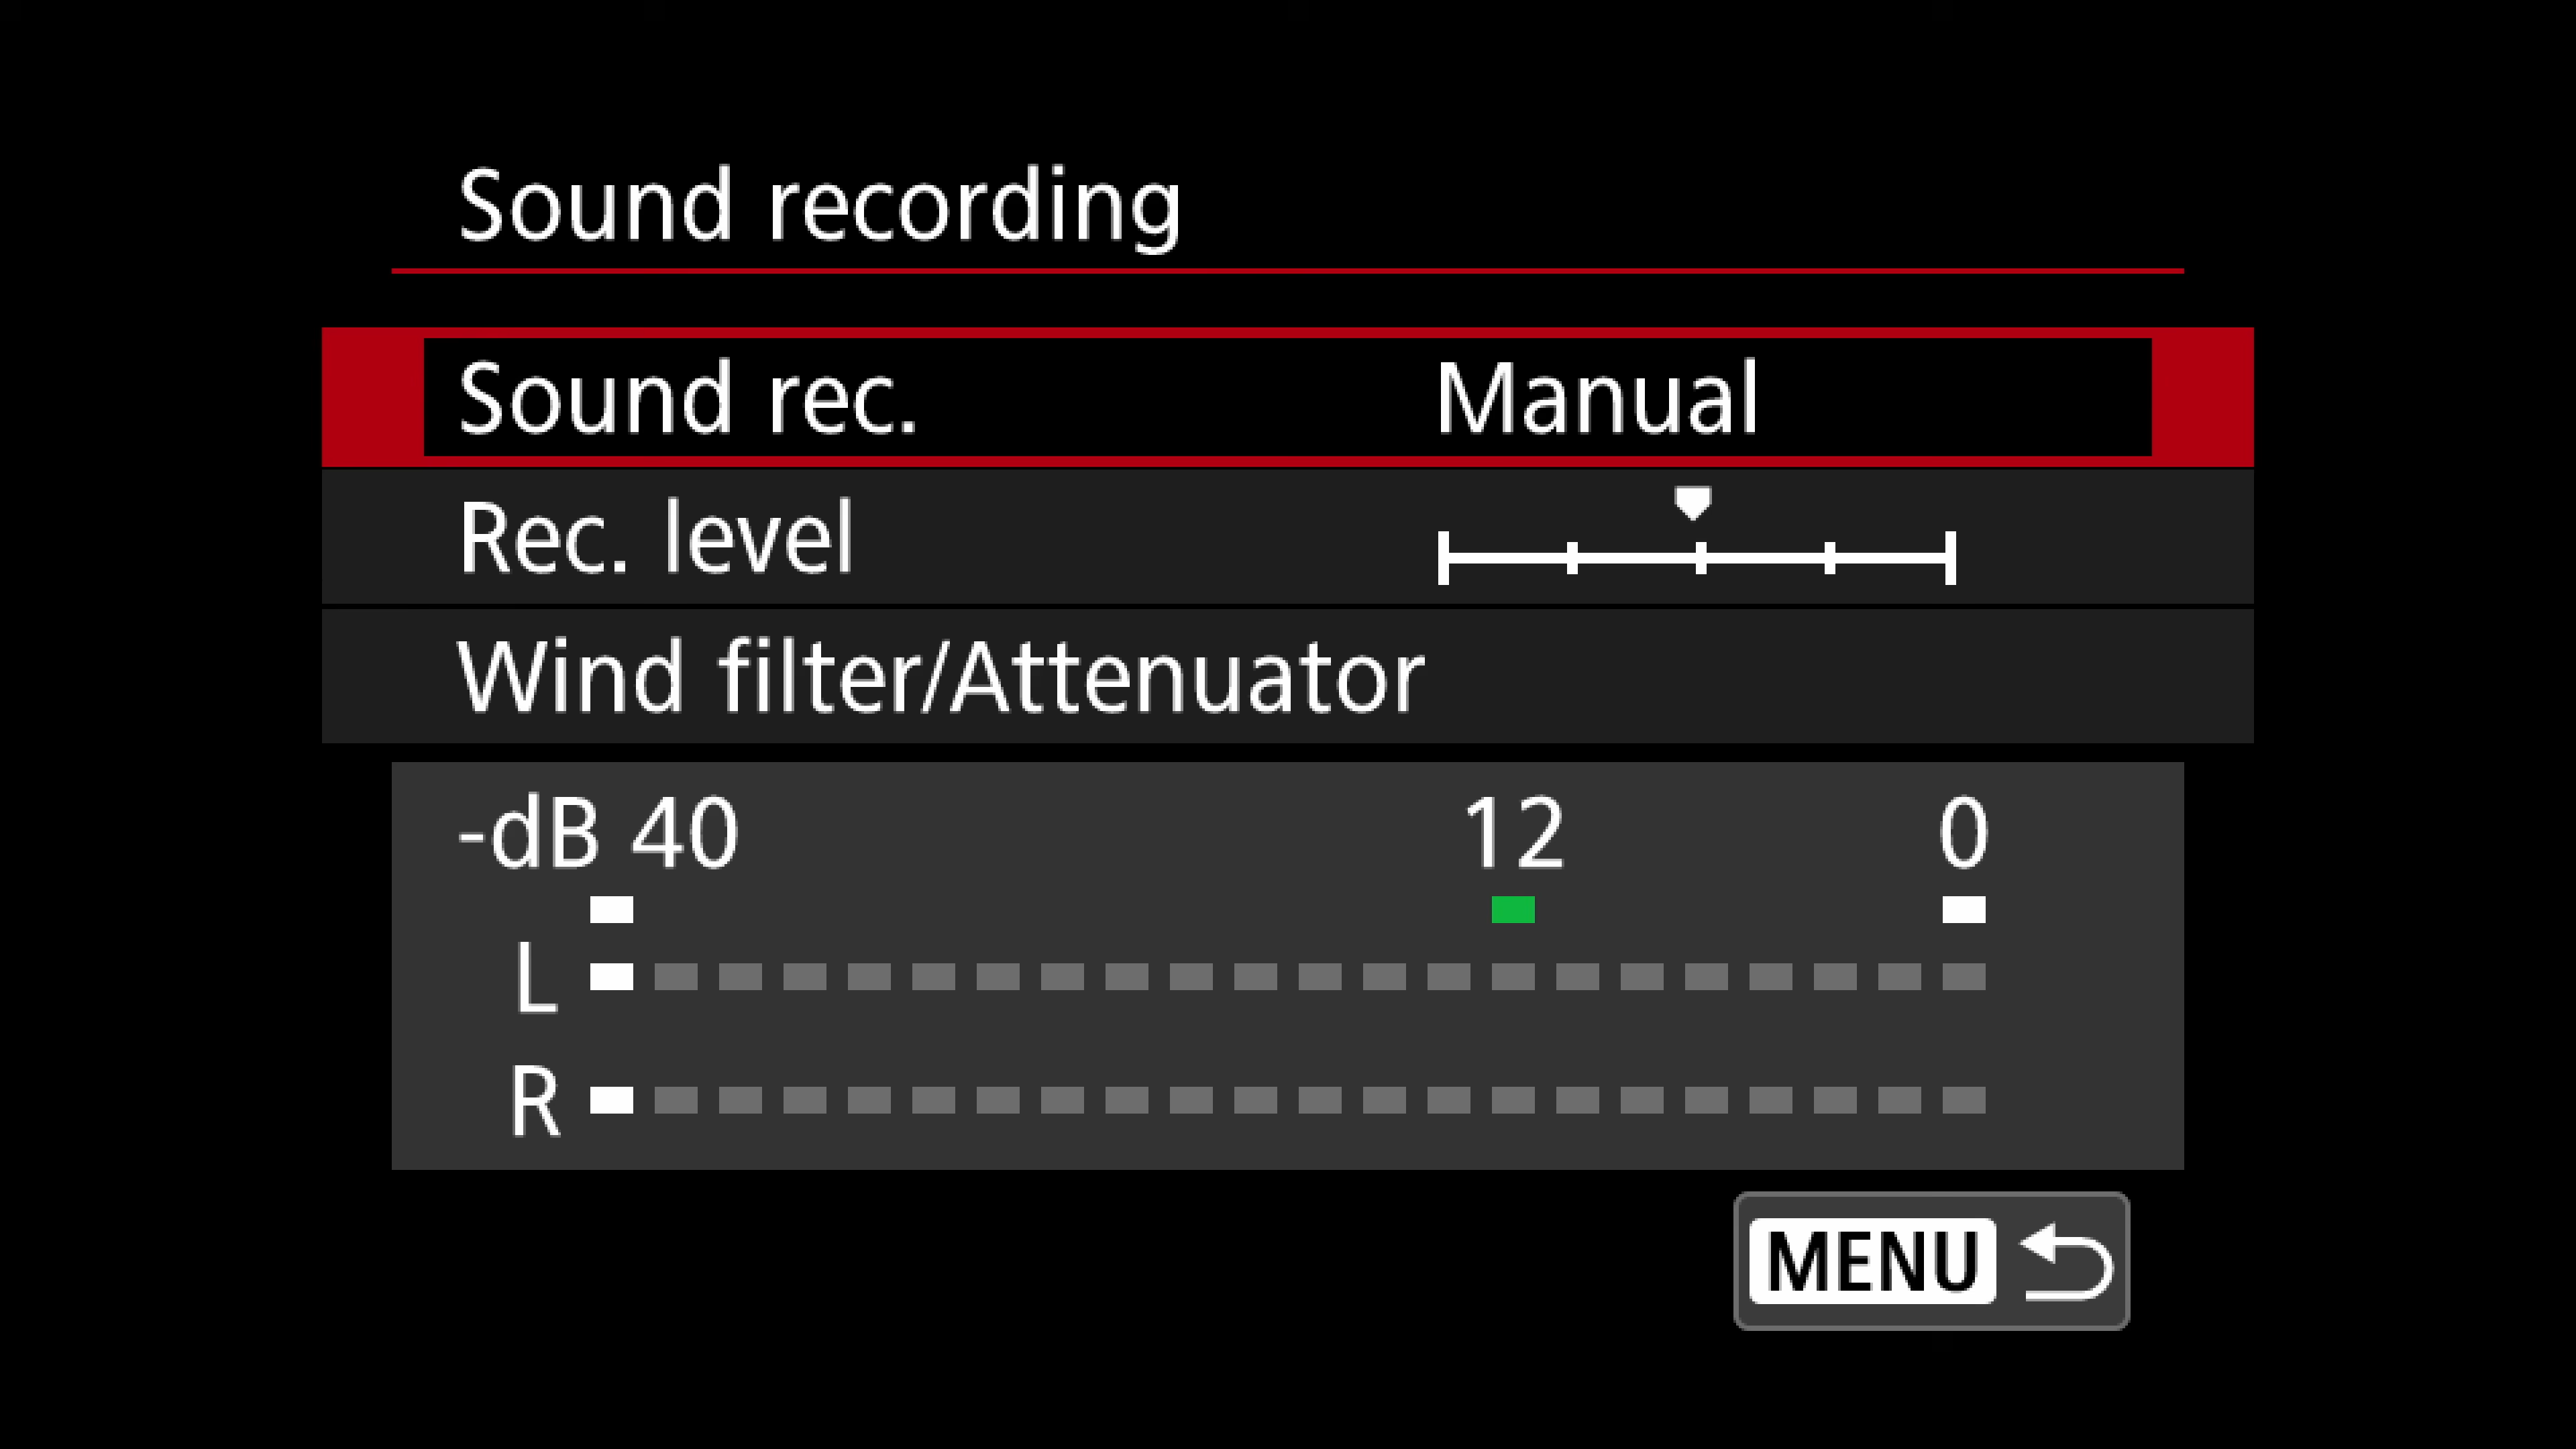 Sound recording
Sound rec. Manual
Rec. level
Wind filter/Attenuator
-dB 40 12 0
L
R
MENU